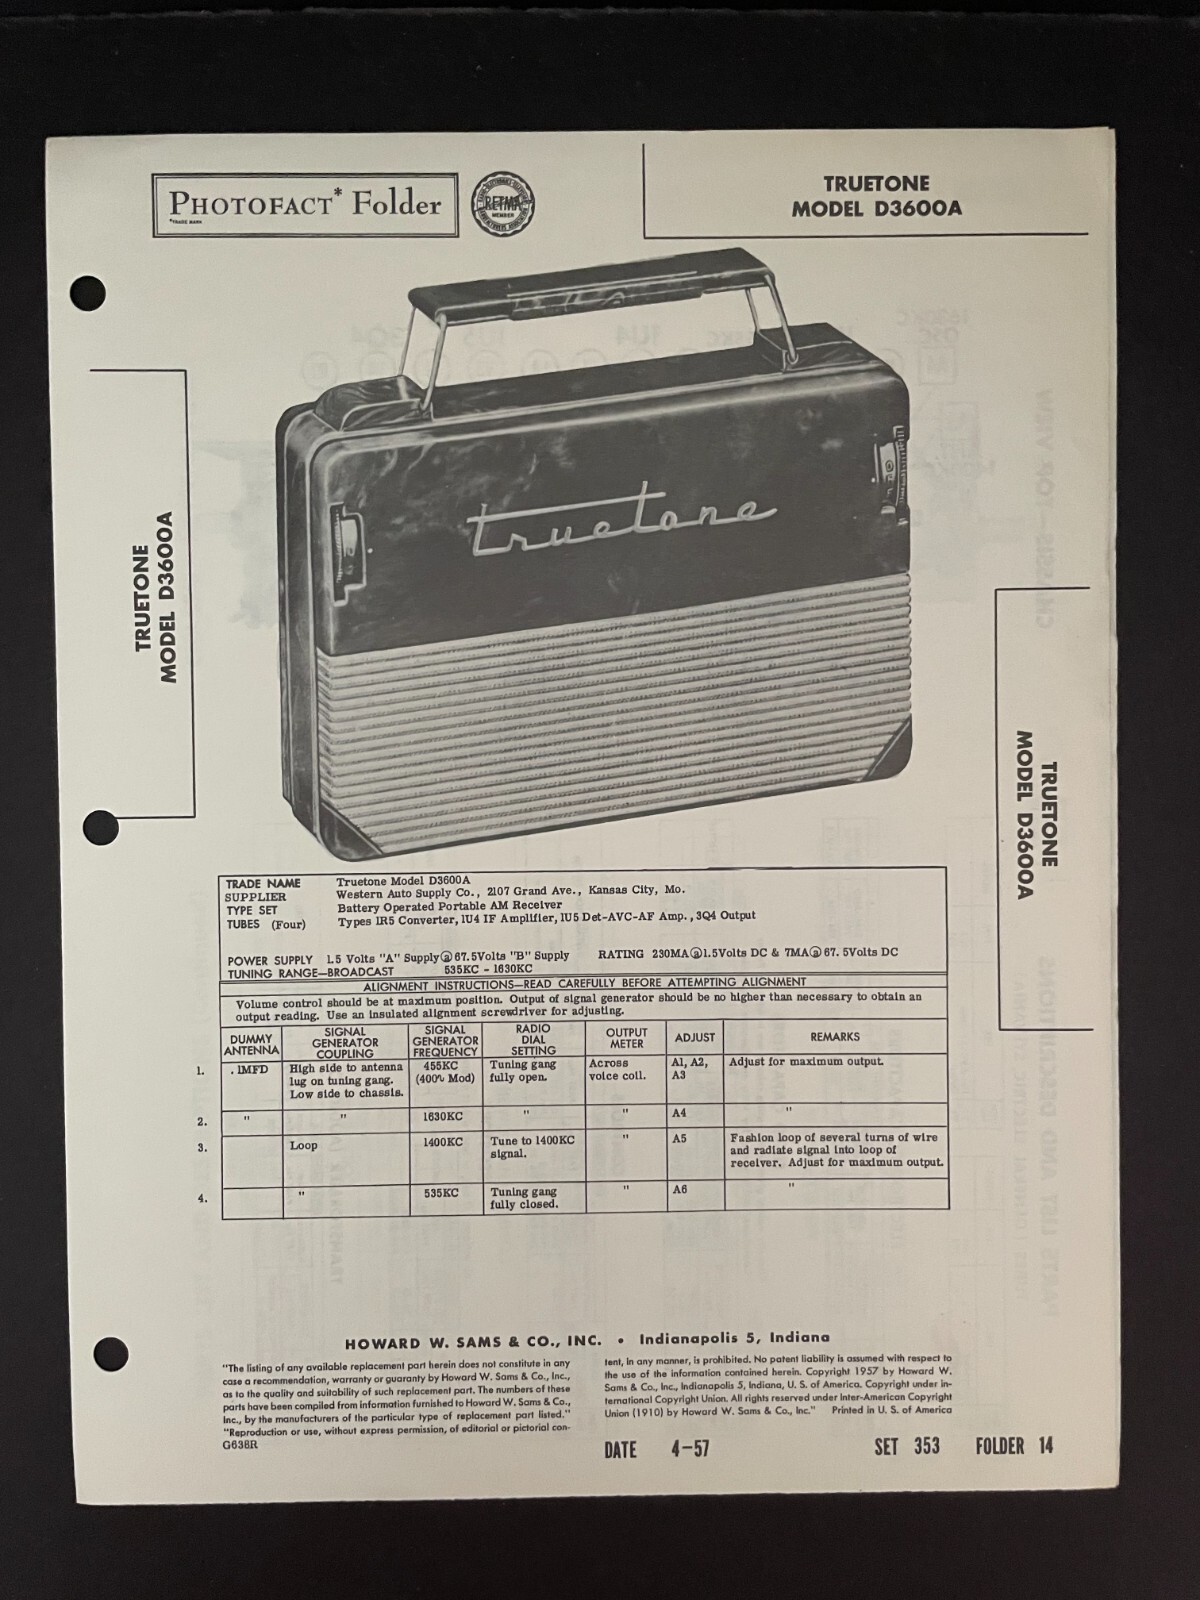 PHOTOFACT* Folder
*TRADE MARK
RETMA
MEMBER
TRUETONE
MODEL D3600A
TRUETONE
MODEL D3600A
truetone
TRUETONE
MODEL D3600A
TRADE NAME Truetone Model D3600A
SUPPLIER Western Auto Supply Co., 2107 Grand Ave., Kansas City, Mo.
TYPE SET Battery Operated Portable AM Receiver
TUBES (Four) Types 1R5 Converter, 1U4 IF Amplifier, 1U5 Det-AVC-AF Amp., 3Q4 Output
POWER SUPPLY 1.5 Volts "A" Supply @ 67.5Volts "B" Supply RATING 230MA @ 1.5Volts DC & 7MA @ 67.5Volts DC
TUNING RANGE—BROADCAST 535KC - 1630KC
ALIGNMENT INSTRUCTIONS—READ CAREFULLY BEFORE ATTEMPTING ALIGNMENT
Volume control should be at maximum position. Output of signal generator should be no higher than necessary to obtain an
output reading. Use an insulated alignment screwdriver for adjusting.
DUMMY ANTENNA SIGNAL GENERATOR COUPLING SIGNAL GENERATOR FREQUENCY RADIO DIAL SETTING OUTPUT METER ADJUST REMARKS
1. .1MFD High side to antenna 455KC Tuning gang Across A1, A2, Adjust for maximum output.
lug on tuning gang. (400~ Mod) fully open. voice coil. A3
Low side to chassis.
2. " " 1630KC " " A4 "
3. Loop 1400KC Tune to 1400KC " A5 Fashion loop of several turns of wire
signal. and radiate signal into loop of
receiver. Adjust for maximum output.
4. " 535KC Tuning gang " A6 "
fully closed.
HOWARD W. SAMS & CO., INC. • Indianapolis 5, Indiana
"The listing of any available replacement part herein does not constitute in any
case a recommendation, warranty or guaranty by Howard W. Sams & Co., Inc.,
as to the quality and suitability of such replacement part. The numbers of these
parts have been compiled from information furnished to Howard W. Sams & Co.,
Inc., by the manufacturers of the particular type of replacement part listed."
"Reproduction or use, without express permission, of editorial or pictorial con-
G638R
tent, in any manner, is prohibited. No patent liability is assumed with respect to
the use of the information contained herein. Copyright 1957 by Howard W.
Sams & Co., Inc., Indianapolis 5, Indiana, U. S. of America. Copyright under In-
ternational Copyright Union. All rights reserved under Inter-American Copyright
Union (1910) by Howard W. Sams & Co., Inc." Printed in U. S. of America
DATE 4-57 SET 353 FOLDER 14